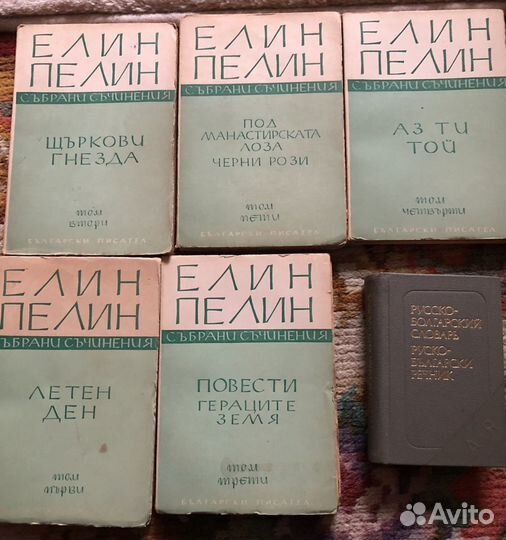 ЕЛИН
ПЕЛИН
СЪБРАНИ СЪЧИНЕНИЯ
ЩЪРКОВИ
ГНЕЗДА
том
втори
БЪЛГАРСКИ ПИСАТЕЛ
ЕЛИН
ПЕЛИН
СЪБРАНИ СЪЧИНЕНИЯ
ПОД
МАНАСТИРСКАТА
ЛОЗА
ЧЕРНИ РОЗИ
том
пети
БЪЛГАРСКИ ПИСАТЕЛ
ЕЛИН
ПЕЛИН
СЪБРАНИ СЪЧИНЕНИЯ
АЗ ТИ
ТОЙ
том
четвърти
БЪЛГАРСКИ ПИСАТЕЛ
ЕЛИН
ПЕЛИН
СЪБРАНИ СЪЧИНЕНИЯ
ЛЕТЕН
ДЕН
том
първи
ЕЛИН
ПЕЛИН
СЪБРАНИ СЪЧИНЕНИЯ
ПОВЕСТИ
ГЕРАЦИТЕ
ЗЕМЯ
том
трети
БЪЛГАРСКИ ПИСАТЕЛ
РУССКО-
БОЛГАРСКИЙ
СЛОВАРЬ
РУСКО-
БЪЛГАРСКИ
РЕЧНИК
А-Я
Avito